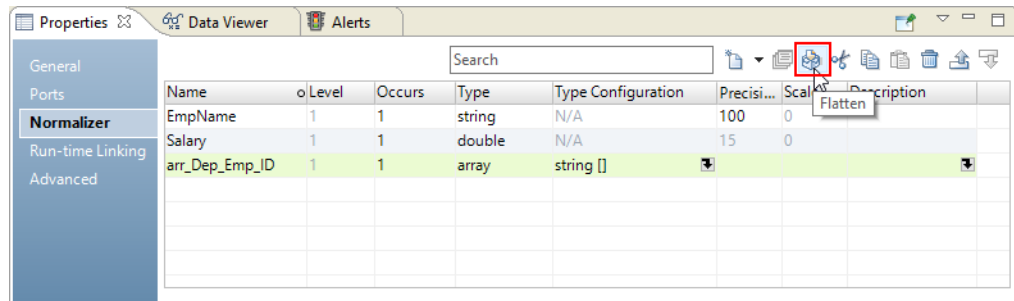 Properties Data Viewer Alerts
Search
General
Ports
Normalizer
Run-time Linking
Advanced
Name o Level Occurs Type Type Configuration Precisi... Scale Description
EmpName 1 1 string N/A 100 0
Salary 1 1 double N/A 15 0
arr_Dep_Emp_ID 1 1 array string []
Flatten